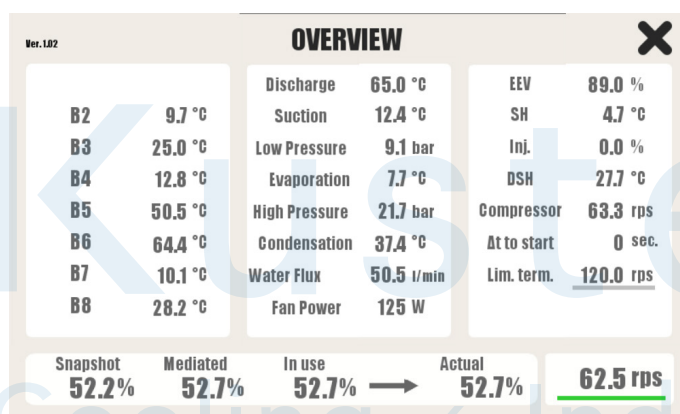 Ver. 1.02
OVERVIEW
B2 9.7 °C
B3 25.0 °C
B4 12.8 °C
B5 50.5 °C
B6 64.4 °C
B7 10.1 °C
B8 28.2 °C
Discharge 65.0 °C
Suction 12.4 °C
Low Pressure 9.1 bar
Evaporation 7.7 °C
High Pressure 21.7 bar
Condensation 37.4 °C
Water Flux 50.5 l/min
Fan Power 125 W
EEV 89.0 %
SH 4.7 °C
Inj. 0.0 %
DSH 27.7 °C
Compressor 63.3 rps
Δt to start 0 sec.
Lim. term. 120.0 rps
Snapshot Mediated In use Actual
52.2% 52.7% 52.7% → 52.7% 62.5 rps